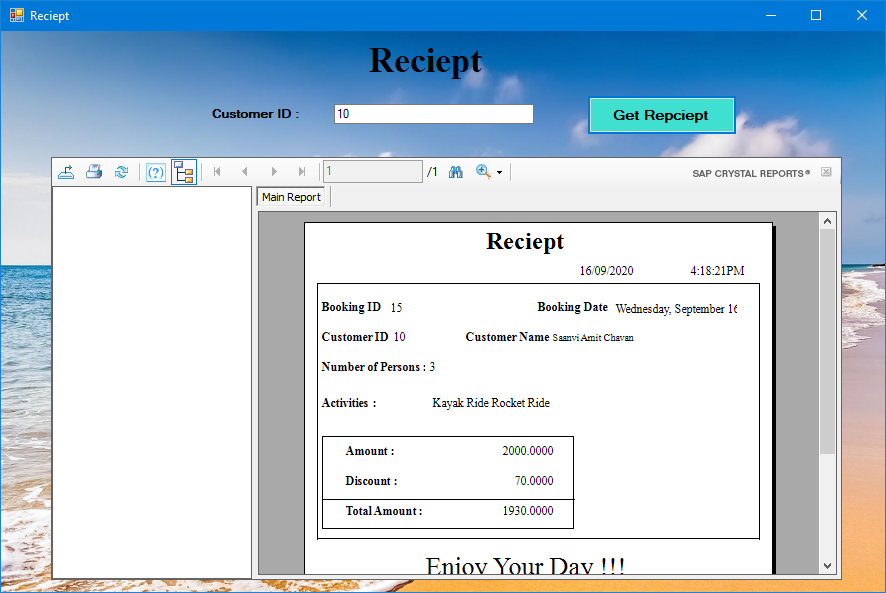 Reciept
Reciept
Customer ID : 10 Get Repciept
(?) 1 /1 SAP CRYSTAL REPORTS®
Main Report
Reciept
16/09/2020 4:18:21PM
Booking ID 15 Booking Date Wednesday, September 16
Customer ID 10 Customer Name Saanvi Amit Chavan
Number of Persons : 3
Activities : Kayak Ride Rocket Ride
Amount : 2000.0000
Discount : 70.0000
Total Amount : 1930.0000
Enjoy Your Day !!!